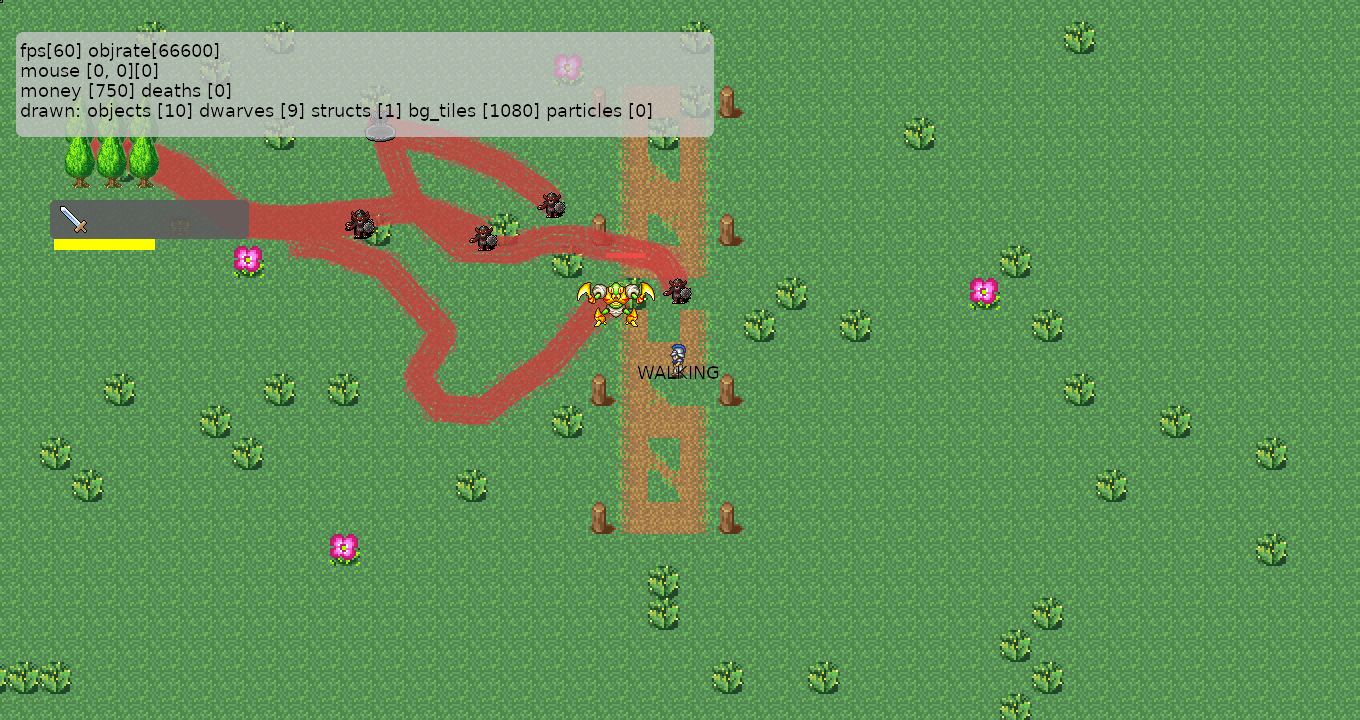 fps[60] objrate[66600]
mouse [0, 0][0]
money [750] deaths [0]
drawn: objects [10] dwarves [9] structs [1] bg_tiles [1080] particles [0]
WALKING